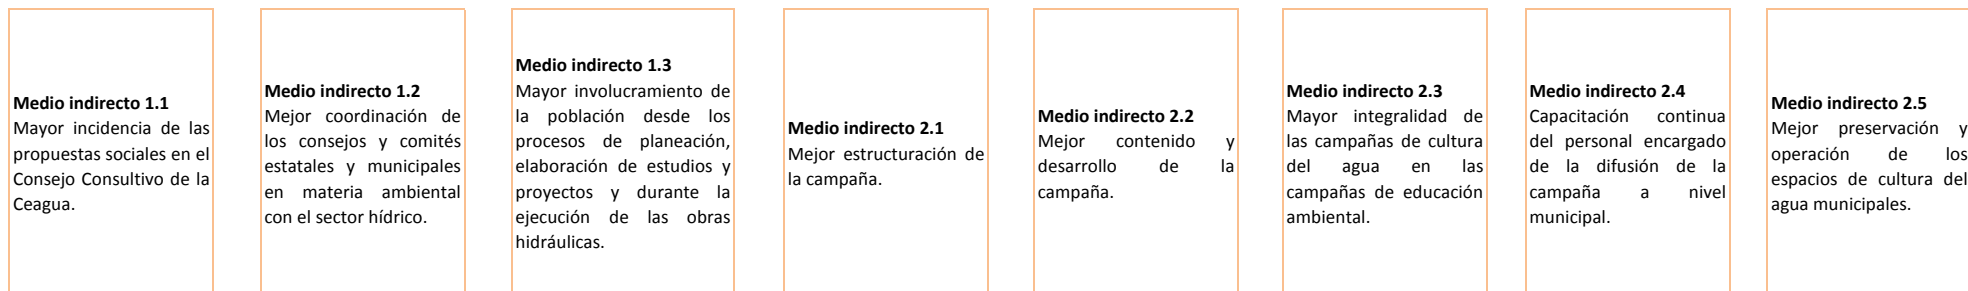 Medio indirecto 1.1
Mayor incidencia de las
propuestas sociales en el
Consejo Consultivo de la
Ceagua.
Medio indirecto 1.2
Mejor coordinación de
los consejos y comités
estatales y municipales
en materia ambiental
con el sector hídrico.
Medio indirecto 1.3
Mayor involucramiento de
la población desde los
procesos de planeación,
elaboración de estudios y
proyectos y durante la
ejecución de las obras
hidráulicas.
Medio indirecto 2.1
Mejor estructuración de
la campaña.
Medio indirecto 2.2
Mejor contenido y
desarrollo de la
campaña.
Medio indirecto 2.3
Mayor integralidad de
las campañas de cultura
del agua en las
campañas de educación
ambiental.
Medio indirecto 2.4
Capacitación continua
del personal encargado
de la difusión de la
campaña a nivel
municipal.
Medio indirecto 2.5
Mejor preservación y
operación de los
espacios de cultura del
agua municipales.